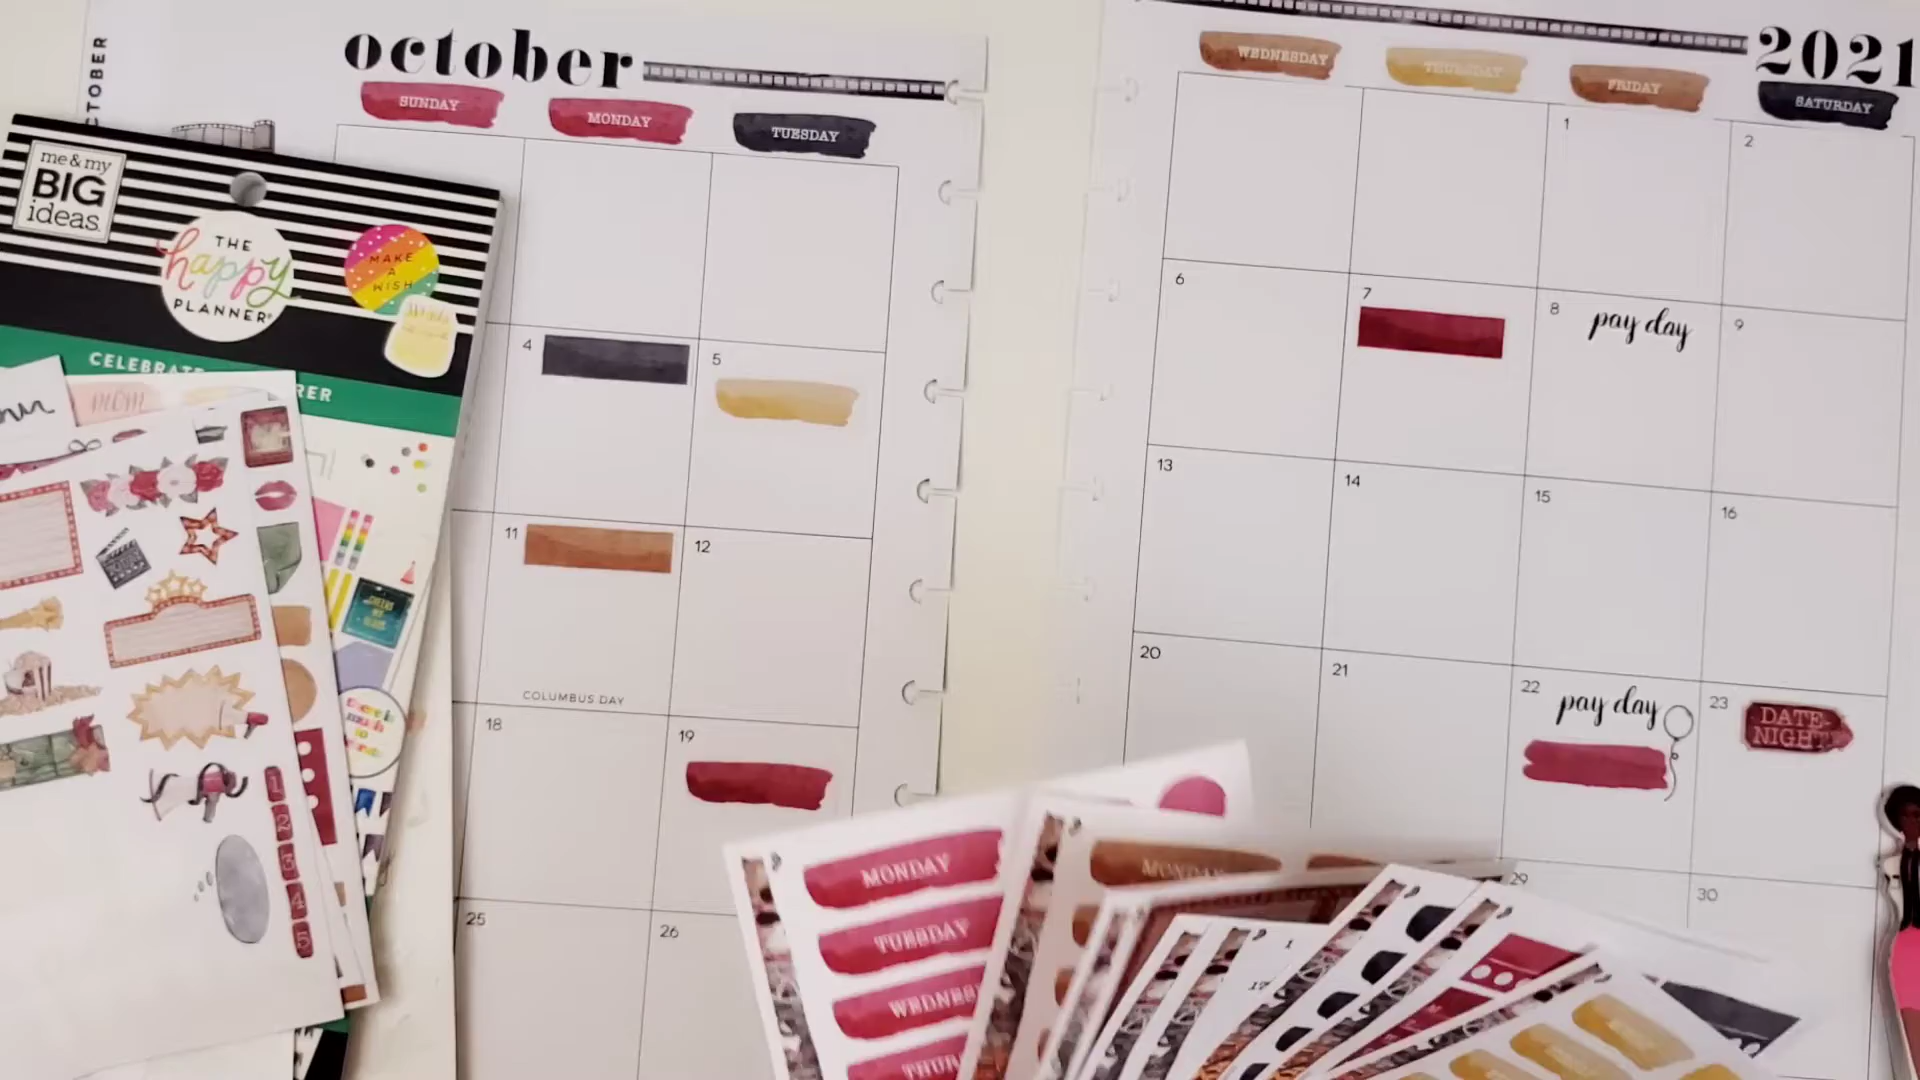 OCTOBER
october
2021
SUNDAY
MONDAY
TUESDAY
WEDNESDAY
THURSDAY
FRIDAY
SATURDAY
1
2
4
5
6
7
8
pay day
9
11
COLUMBUS DAY
12
13
14
15
16
18
19
20
21
22
pay day
23
DATE-
NIGHT
25
26
29
30
me & my
BIG
ideas.
THE
happy
PLANNER®
MAKE
A
WISH
mom
1
2
3
4
5
MONDAY
TUESDAY
MONDAY